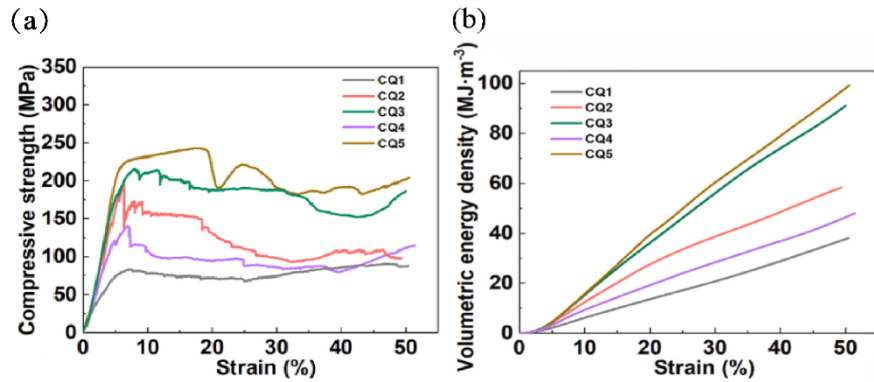 (a)
Compressive strength (MPa)
350
300
250
200
150
100
50
0
CQ1
CQ2
CQ3
CQ4
CQ5
0 10 20 30 40 50
Strain (%)
(b)
Volumetric energy density (MJ·m⁻³)
100
80
60
40
20
0
CQ1
CQ2
CQ3
CQ4
CQ5
0 10 20 30 40 50
Strain (%)